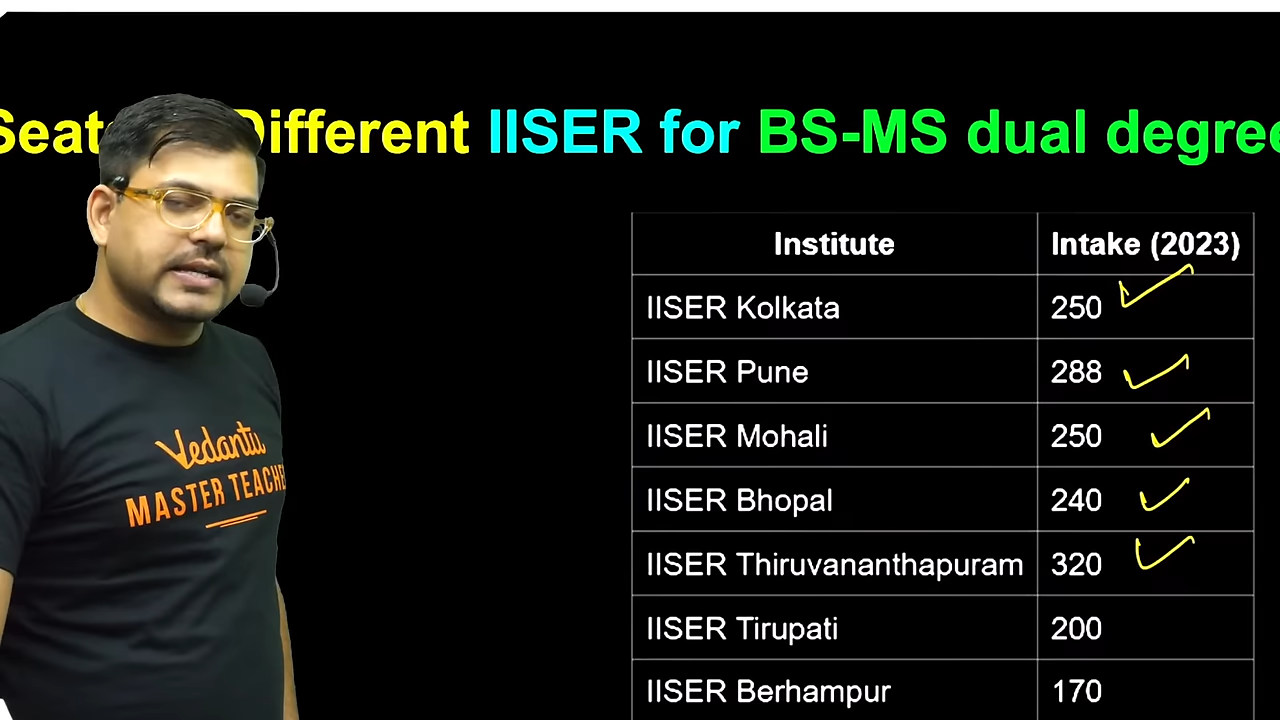 Seats Different IISER for BS-MS dual degree
Vedantu
MASTER TEACHE
Institute Intake (2023)
IISER Kolkata 250
IISER Pune 288
IISER Mohali 250
IISER Bhopal 240
IISER Thiruvananthapuram 320
IISER Tirupati 200
IISER Berhampur 170